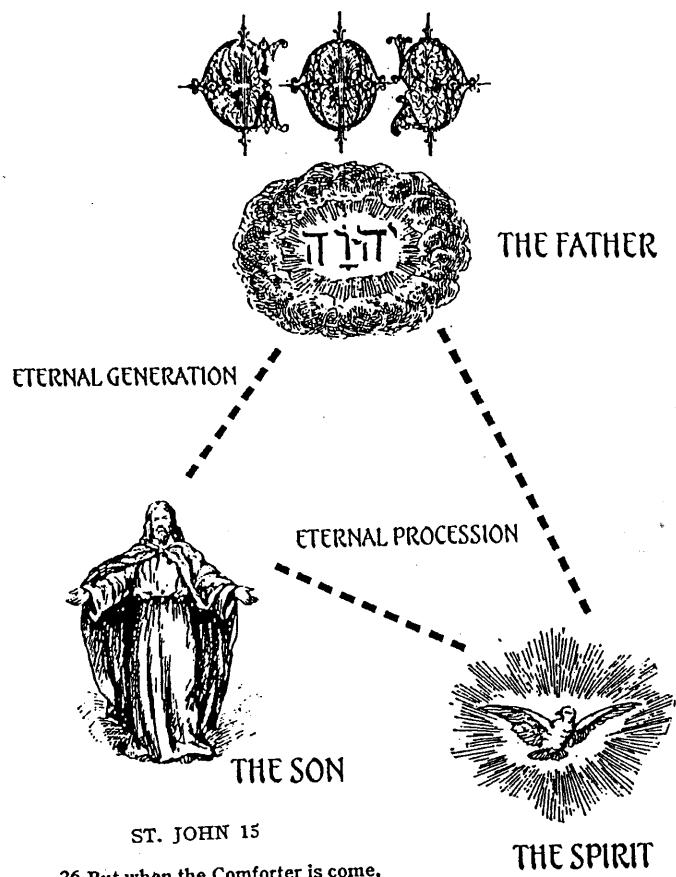 GOD
יְהֹוָה
THE FATHER
ETERNAL GENERATION
ETERNAL PROCESSION
THE SON
ST. JOHN 15
THE SPIRIT
26 But when the Comforter is come,